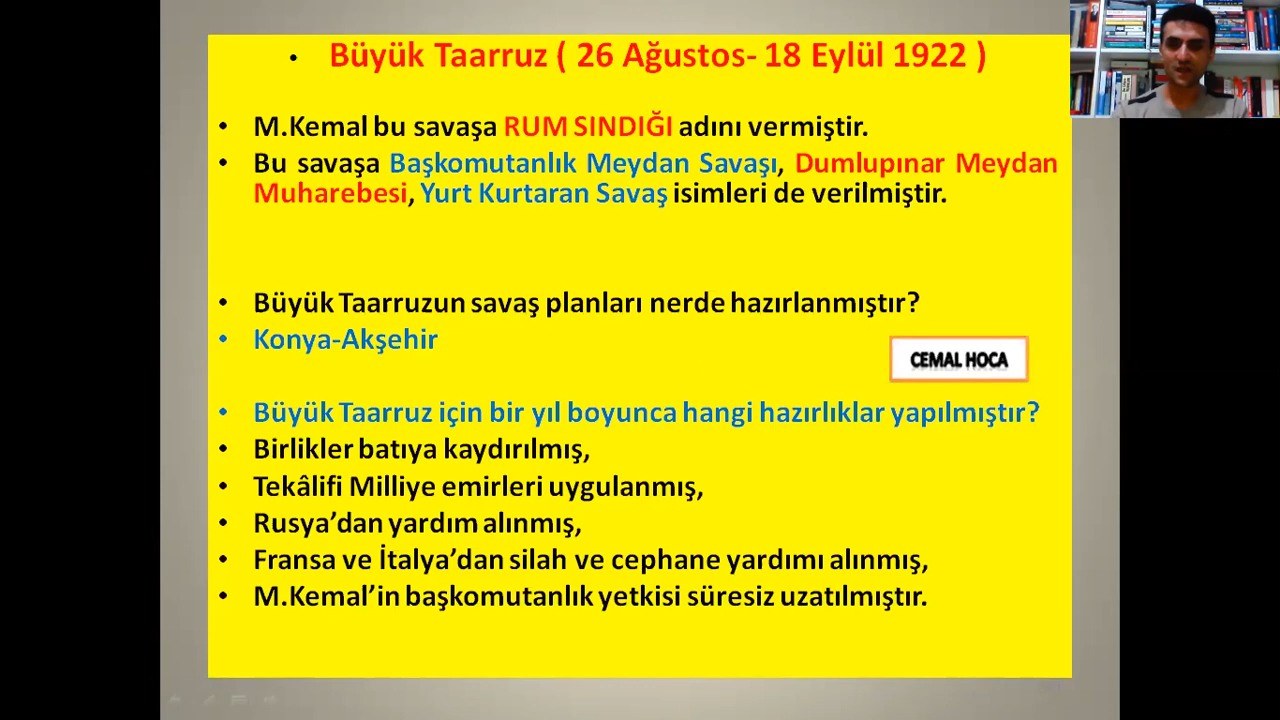 • Büyük Taarruz ( 26 Ağustos- 18 Eylül 1922 )
• M.Kemal bu savaşa RUM SINDIĞI adını vermiştir.
• Bu savaşa Başkomutanlık Meydan Savaşı, Dumlupınar Meydan
Muharebesi, Yurt Kurtaran Savaş isimleri de verilmiştir.
• Büyük Taarruzun savaş planları nerde hazırlanmıştır?
• Konya-Akşehir
CEMAL HOCA
• Büyük Taarruz için bir yıl boyunca hangi hazırlıklar yapılmıştır?
• Birlikler batıya kaydırılmış,
• Tekâlifi Milliye emirleri uygulanmış,
• Rusya’dan yardım alınmış,
• Fransa ve İtalya’dan silah ve cephane yardımı alınmış,
• M.Kemal’in başkomutanlık yetkisi süresiz uzatılmıştır.